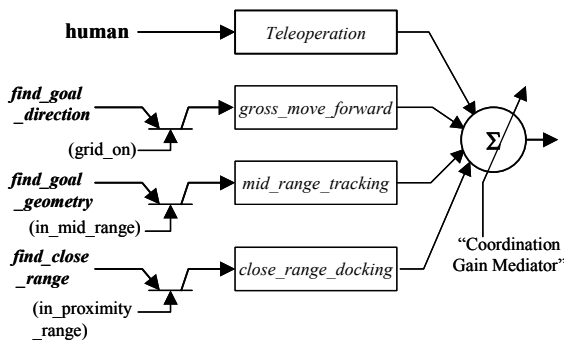 human
Teleoperation
find_goal
_direction
gross_move_forward
(grid_on)
Σ
find_goal
_geometry
mid_range_tracking
(in_mid_range)
“Coordination
Gain Mediator”
find_close
_range
close_range_docking
(in_proximity
_range)